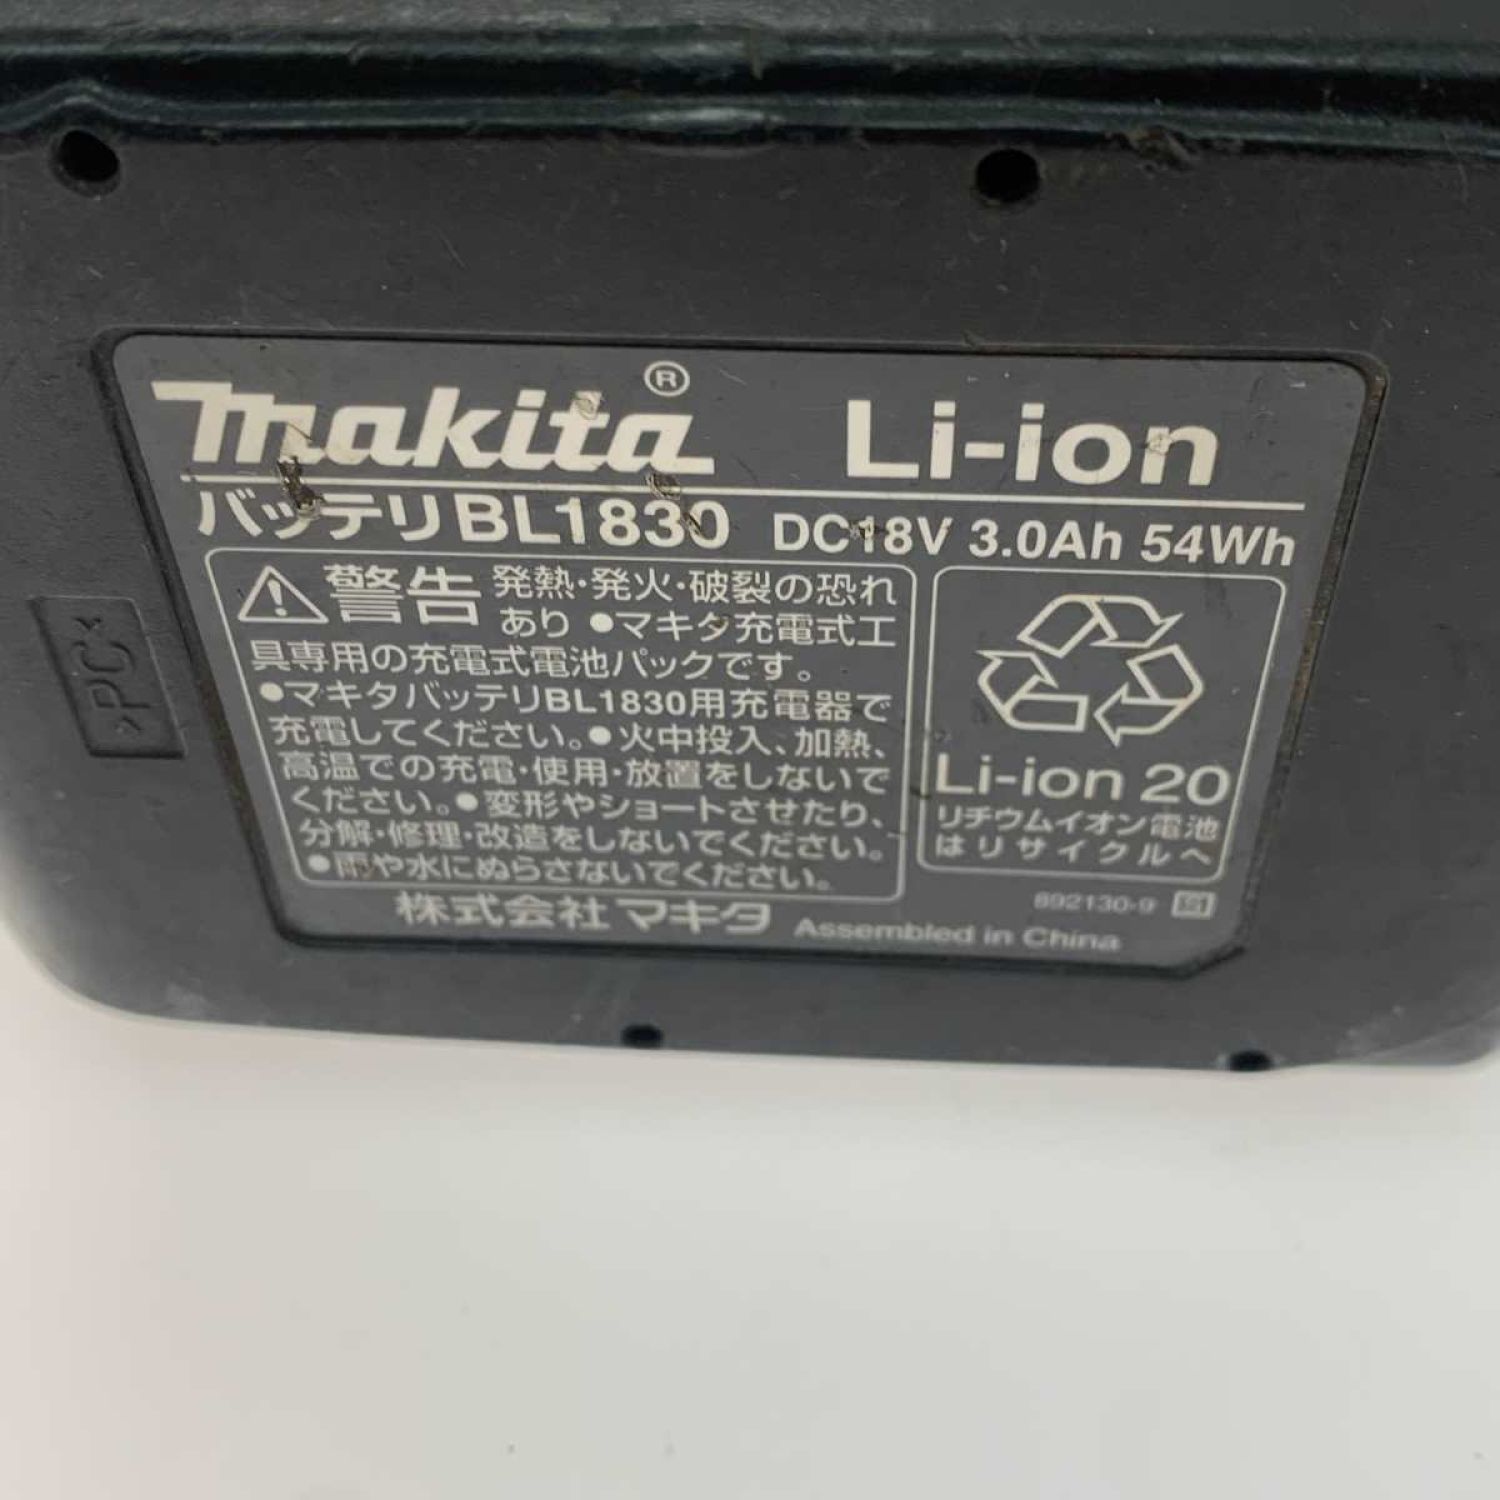 makita® Li-ion
バッテリBL1830 DC18V 3.0Ah 54Wh
警告 発熱・発火・破裂の恐れ
あり ●マキタ充電式工
具専用の充電式電池パックです。
●マキタバッテリBL1830用充電器で
充電してください。●火中投入、加熱、
高温での充電・使用・放置をしないで
ください。●変形やショートさせたり、
分解・修理・改造をしないでください。
●雨や水にぬらさないでください。
Li-ion 20
リチウムイオン電池
はリサイクルへ
892130-9
株式会社マキタ Assembled in China
>PC<